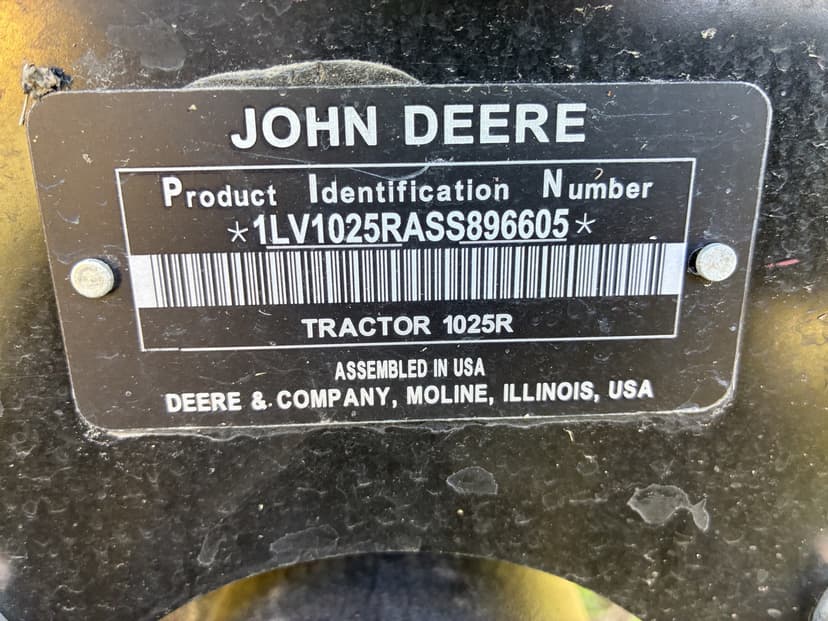 JOHN DEERE
Product Identification Number
*1LV1025RASS896605*
TRACTOR 1025R
ASSEMBLED IN USA
DEERE & COMPANY, MOLINE, ILLINOIS, USA